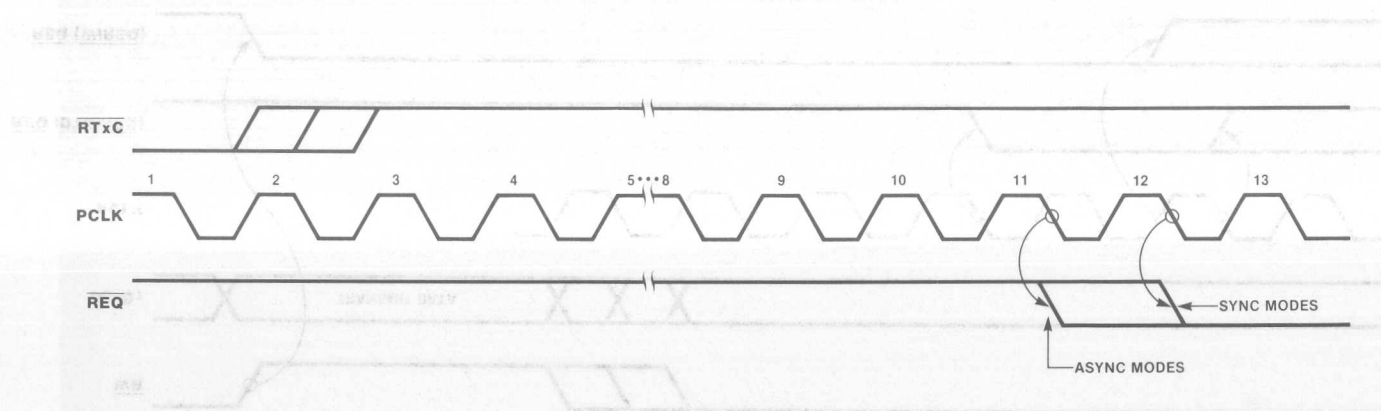 RTxC
1 2 3 4 5•••8 9 10 11 12 13
PCLK
REQ
SYNC MODES
ASYNC MODES